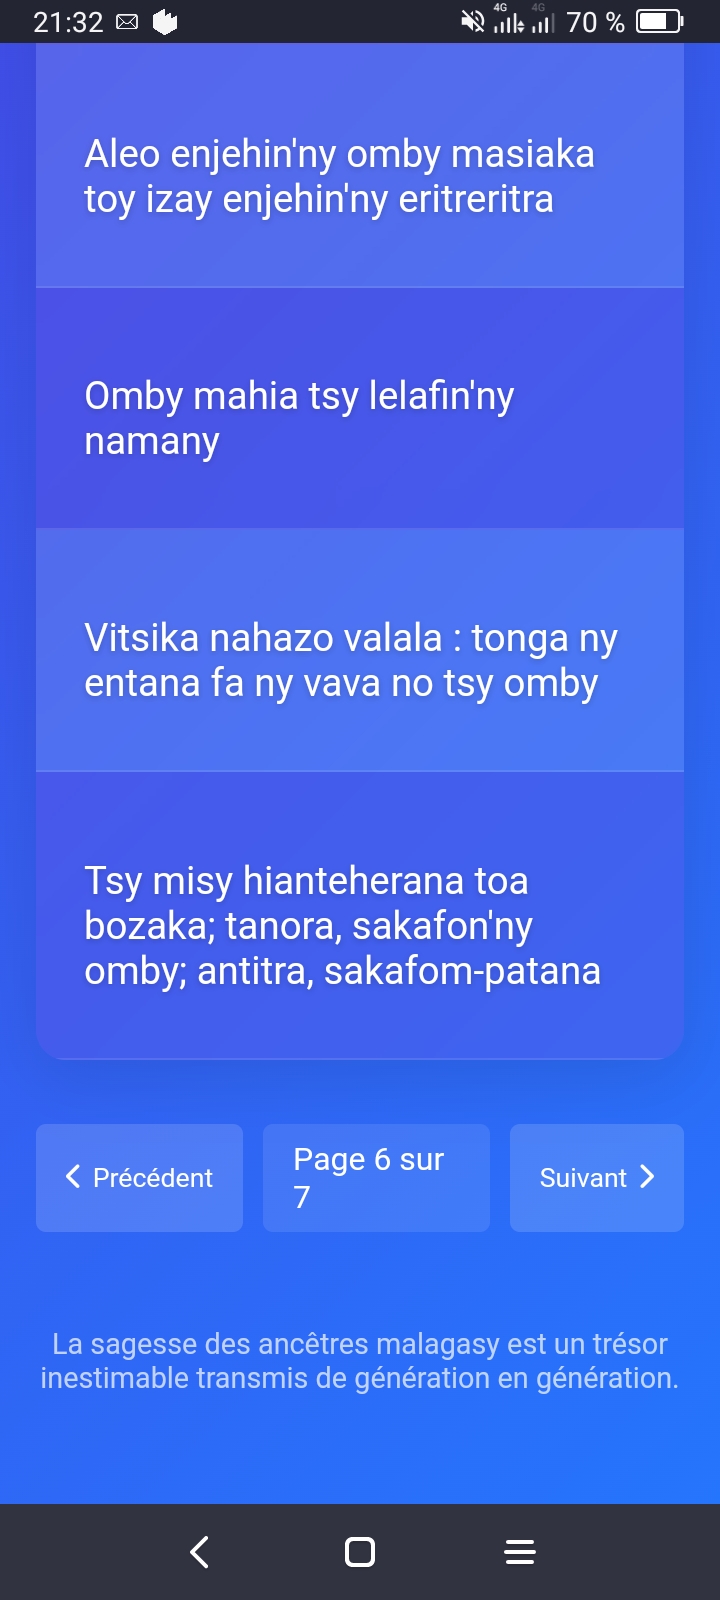 21:32
4G
4G
70 %
Aleo enjehin'ny omby masiaka
toy izay enjehin'ny eritreritra
Omby mahia tsy lelafin'ny
namany
Vitsika nahazo valala : tonga ny
entana fa ny vava no tsy omby
Tsy misy hianteherana toa
bozaka; tanora, sakafon'ny
omby; antitra, sakafom-patana
Précédent
Page 6 sur
7
Suivant
La sagesse des ancêtres malagasy est un trésor
inestimable transmis de génération en génération.